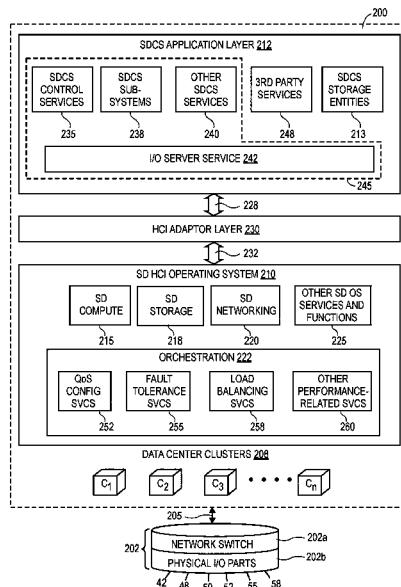 200
SDCS APPLICATION LAYER 212
SDCS CONTROL SERVICES
SDCS SUB-SYSTEMS
OTHER SDCS SERVICES
3RD PARTY SERVICES
SDCS STORAGE ENTITIES
235
238
240
248
213
I/O SERVER SERVICE 242
245
228
HCI ADAPTOR LAYER 230
232
SD HCI OPERATING SYSTEM 210
SD COMPUTE
SD STORAGE
SD NETWORKING
OTHER SD OS SERVICES AND FUNCTIONS
215
218
220
225
ORCHESTRATION 222
QoS CONFIG SVCS
FAULT TOLERANCE SVCS
LOAD BALANCING SVCS
OTHER PERFORMANCE-RELATED SVCS
252
255
258
260
DATA CENTER CLUSTERS 208
C1
C2
C3
Cn
205
202
NETWORK SWITCH
202a
PHYSICAL I/O PARTS
202b
42 48 50 52 55 58